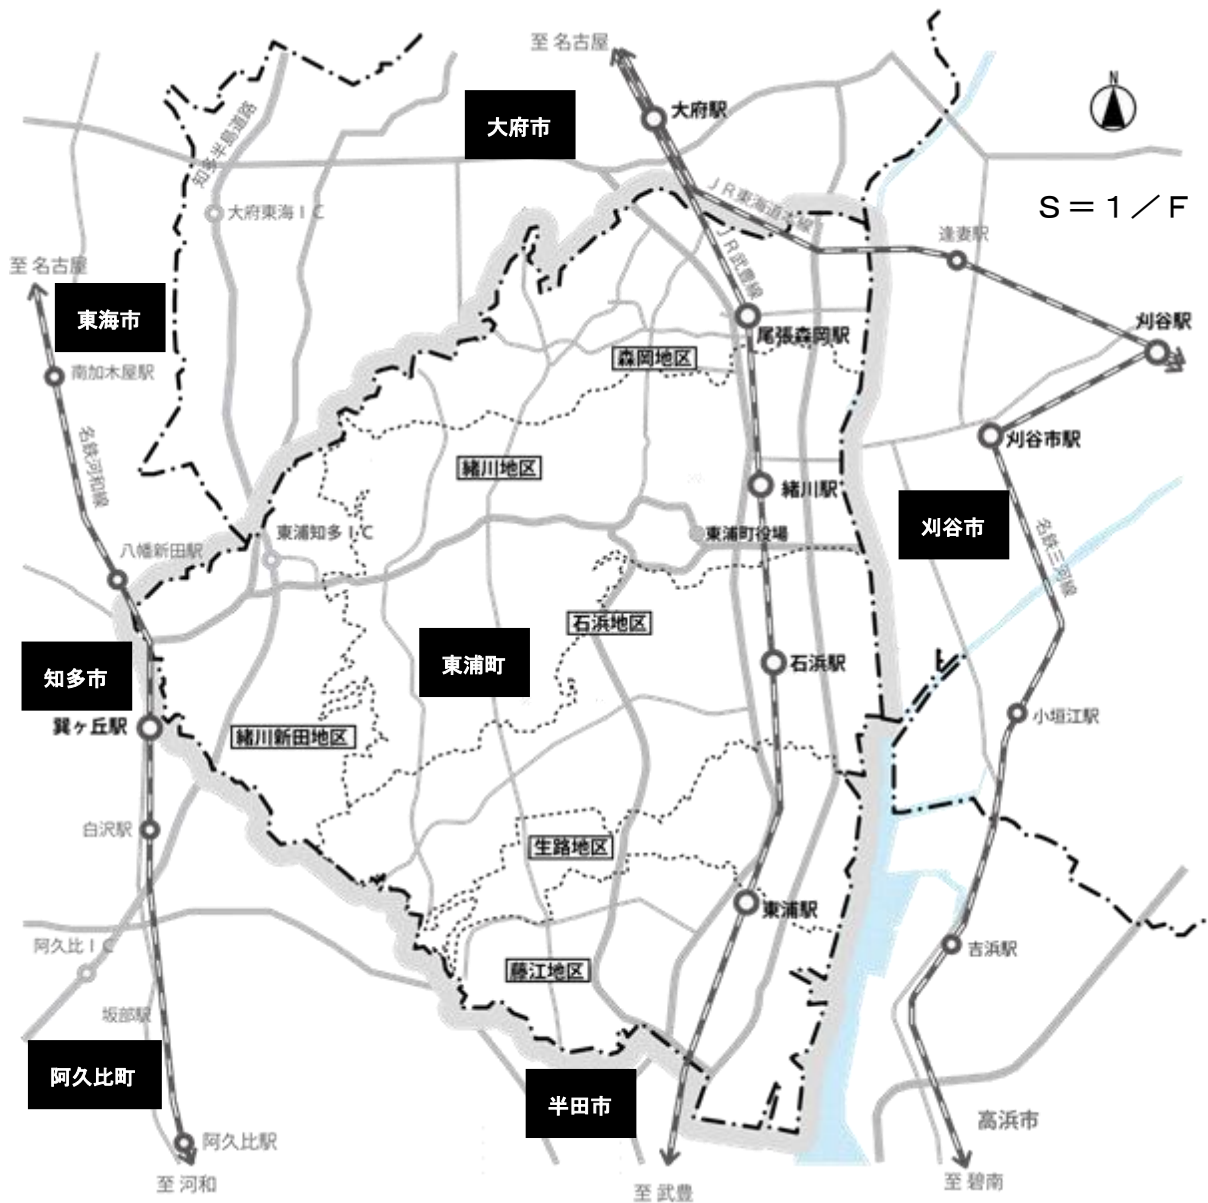 至 名古屋
大府駅
N
大府市
知多半島道路
S＝1／F
JR東海道本線
大府東海IC
逢妻駅
至 名古屋
JR武豊線
東海市
刈谷駅
尾張森岡駅
森岡地区
南加木屋駅
刈谷市駅
名鉄河和線
緒川地区
緒川駅
刈谷市
東浦知多IC
東浦町役場
八幡新田駅
名鉄三河線
石浜地区
東浦町
石浜駅
知多市
小垣江駅
巽ヶ丘駅
緒川新田地区
白沢駅
生路地区
東浦駅
阿久比IC
吉浜駅
藤江地区
坂部駅
阿久比町
半田市
高浜市
阿久比駅
至 河和
至 武豊
至 碧南